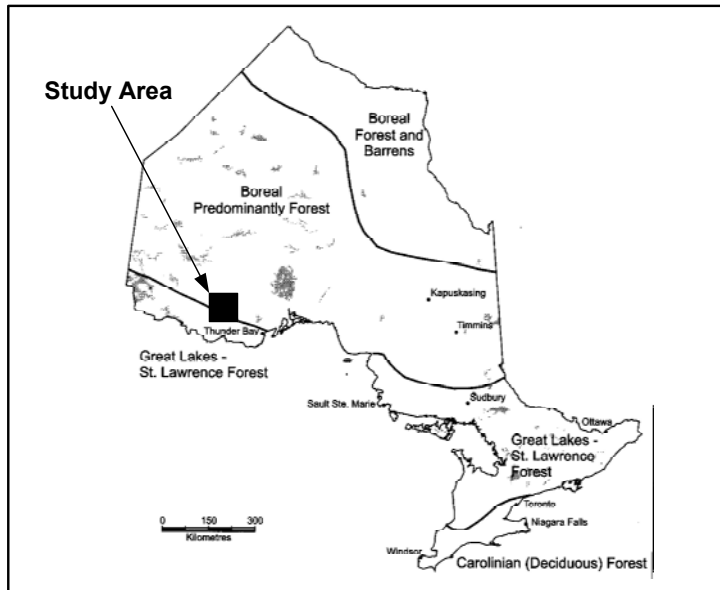 Study Area
Boreal
Forest and
Barrens
Boreal
Predominantly Forest
Kapuskasing
Timmins
Thunder Bay
Great Lakes -
St. Lawrence Forest
Sudbury
Sault Ste. Marie
Ottawa
Great Lakes -
St. Lawrence
Forest
Toronto
Niagara Falls
Windsor
Carolinian (Deciduous) Forest
0 150 300
Kilometres